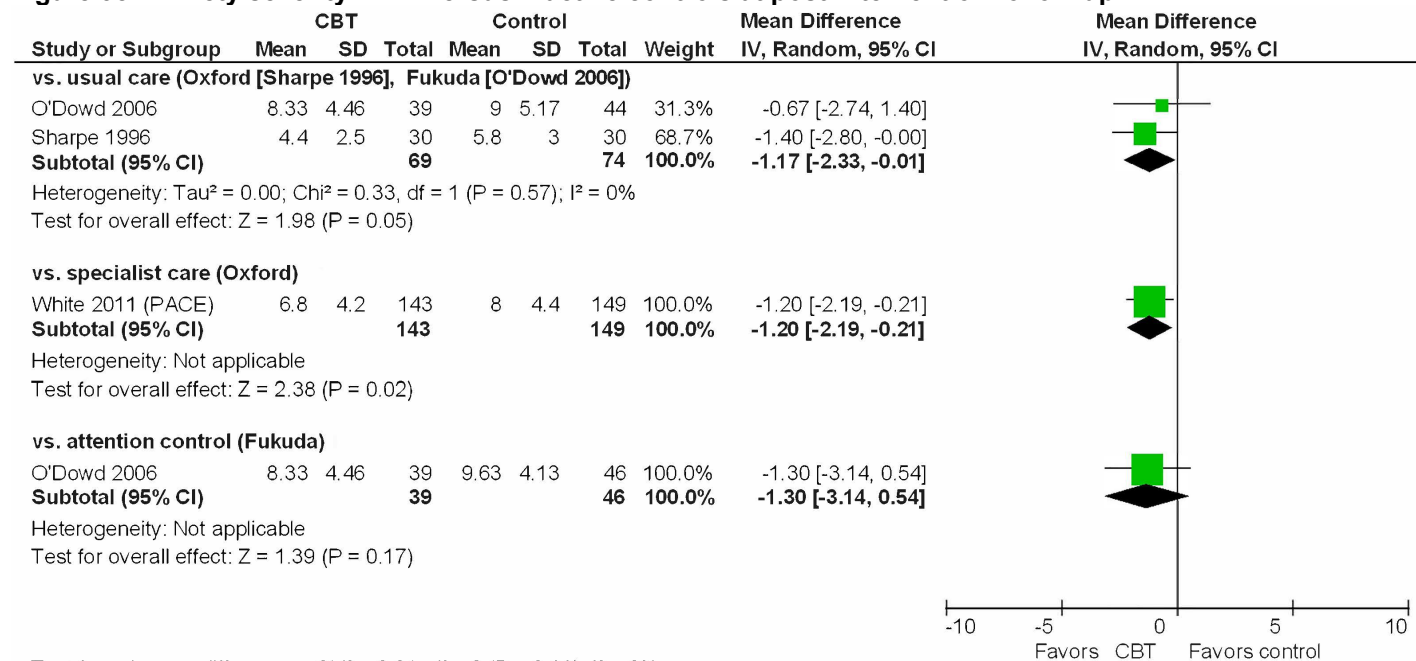 CBT Control Mean Difference Mean Difference
Study or Subgroup Mean SD Total Mean SD Total Weight IV, Random, 95% CI IV, Random, 95% CI
vs. usual care (Oxford [Sharpe 1996], Fukuda [O'Dowd 2006])
O'Dowd 2006 8.33 4.46 39 9 5.17 44 31.3% -0.67 [-2.74, 1.40]
Sharpe 1996 4.4 2.5 30 5.8 3 30 68.7% -1.40 [-2.80, -0.00]
Subtotal (95% CI) 69 74 100.0% -1.17 [-2.33, -0.01]
Heterogeneity: Tau² = 0.00; Chi² = 0.33, df = 1 (P = 0.57); I² = 0%
Test for overall effect: Z = 1.98 (P = 0.05)
vs. specialist care (Oxford)
White 2011 (PACE) 6.8 4.2 143 8 4.4 149 100.0% -1.20 [-2.19, -0.21]
Subtotal (95% CI) 143 149 100.0% -1.20 [-2.19, -0.21]
Heterogeneity: Not applicable
Test for overall effect: Z = 2.38 (P = 0.02)
vs. attention control (Fukuda)
O'Dowd 2006 8.33 4.46 39 9.63 4.13 46 100.0% -1.30 [-3.14, 0.54]
Subtotal (95% CI) 39 46 100.0% -1.30 [-3.14, 0.54]
Heterogeneity: Not applicable
Test for overall effect: Z = 1.39 (P = 0.17)
-10 -5 0 5 10
Favors CBT Favors control